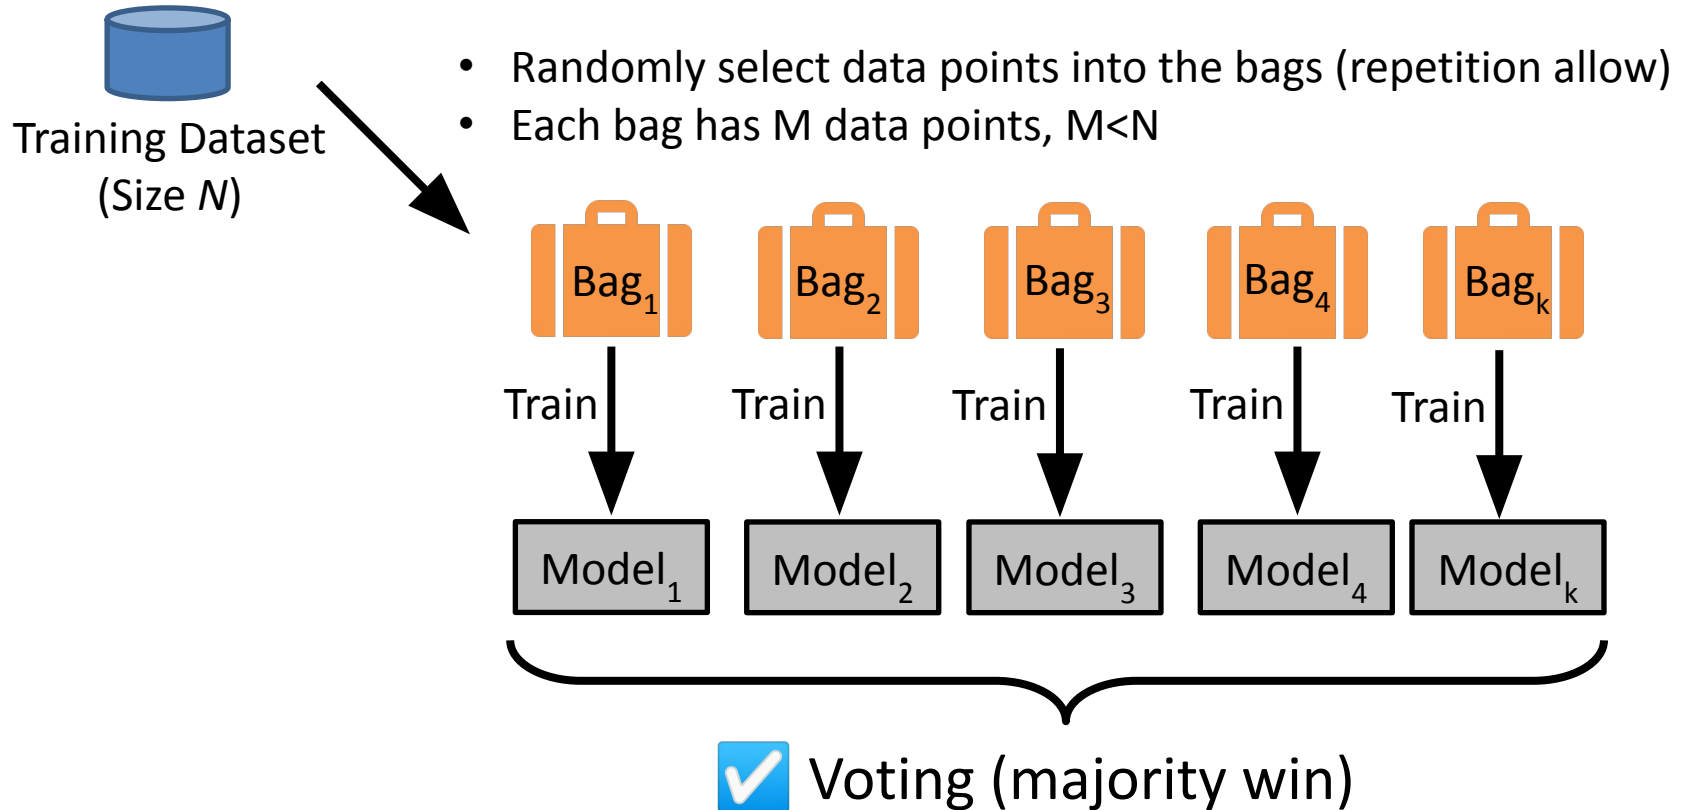 Training Dataset
(Size N)
• Randomly select data points into the bags (repetition allow)
• Each bag has M data points, M<N
Bag1 Bag2 Bag3 Bag4 Bagk
Train Train Train Train Train
Model1 Model2 Model3 Model4 Modelk
Voting (majority win)